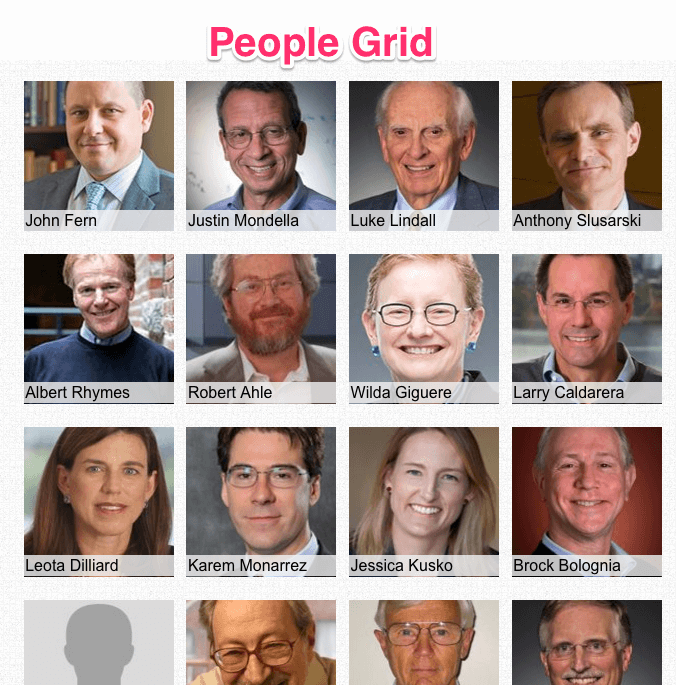 People Grid
John Fern
Justin Mondella
Luke Lindall
Anthony Slusarski
Albert Rhymes
Robert Ahle
Wilda Giguere
Larry Caldarera
Leota Dilliard
Karem Monarrez
Jessica Kusko
Brock Bolognia